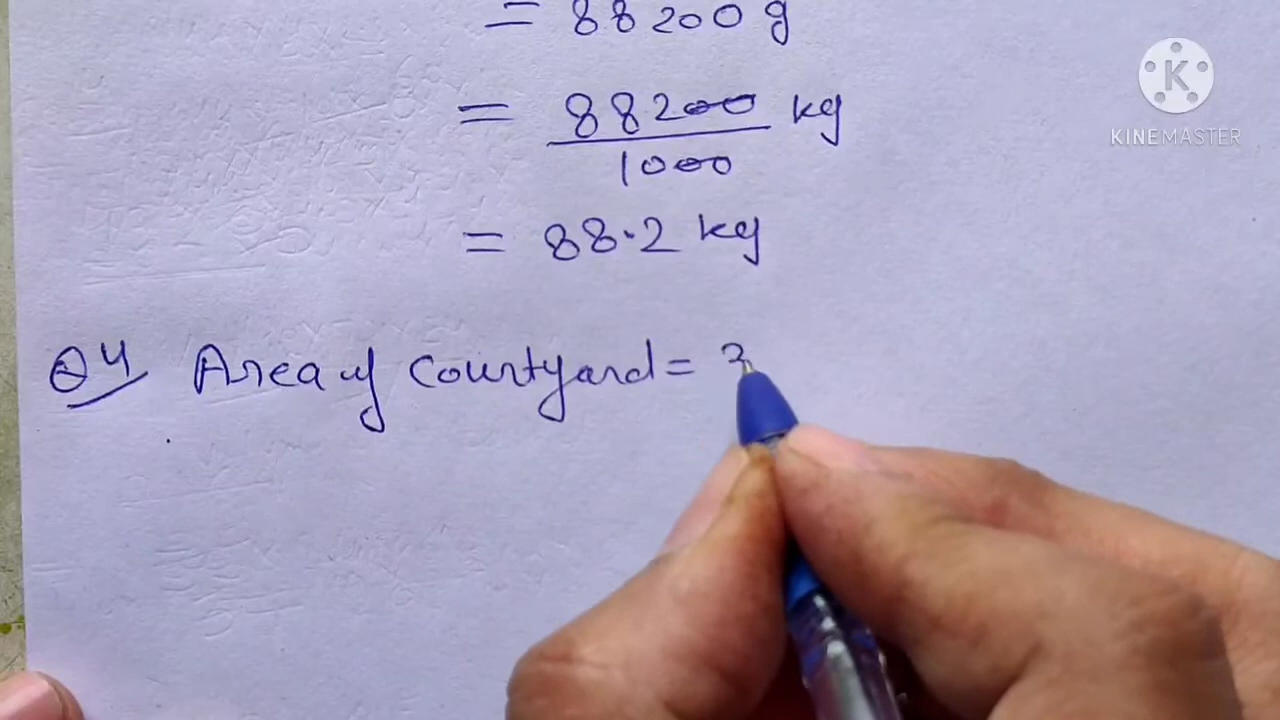 = 88200 g
= 88200 kg
1000
= 88.2 kg
Q4 Area of Courtyard = 3
K
KINEMASTER